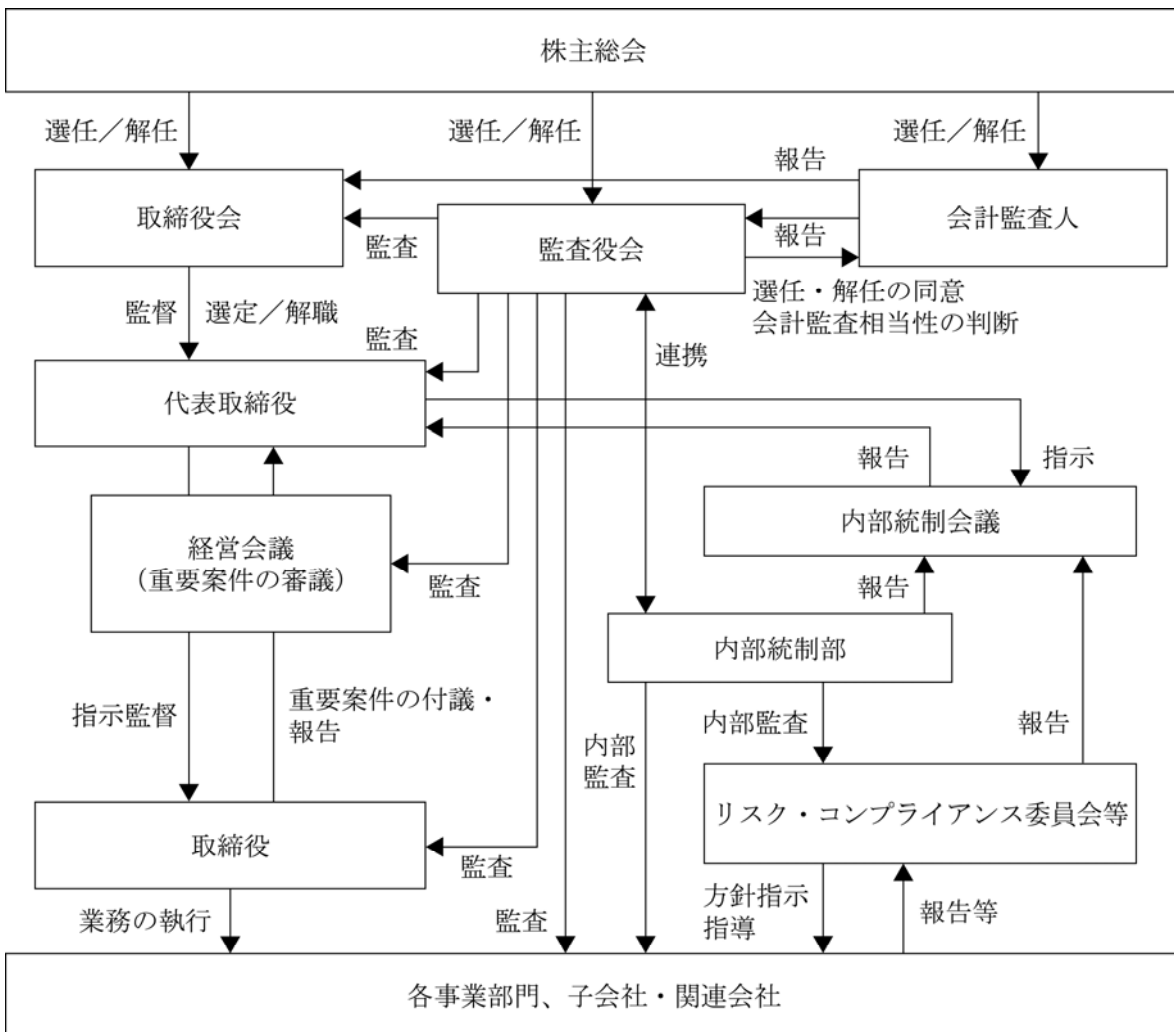 株主総会
選任／解任
選任／解任
選任／解任
報告
取締役会
監査役会
会計監査人
監査
報告
選任・解任の同意
会計監査相当性の判断
監督
選定／解職
監査
連携
代表取締役
報告
指示
経営会議
（重要案件の審議）
内部統制会議
監査
報告
内部統制部
指示監督
重要案件の付議・
報告
内部
監査
内部監査
報告
リスク・コンプライアンス委員会等
取締役
監査
業務の執行
監査
方針指示
指導
報告等
各事業部門、子会社・関連会社